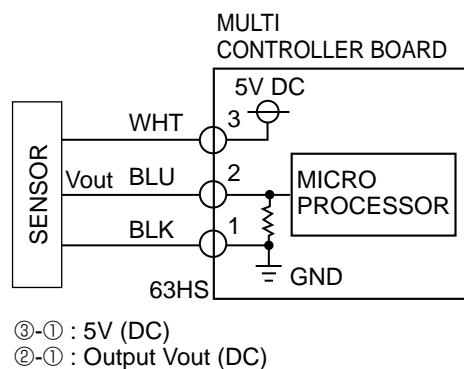 MULTI
CONTROLLER BOARD
5V DC
WHT 3
SENSOR
Vout BLU 2
MICRO
PROCESSOR
BLK 1
GND
63HS
③-① : 5V (DC)
②-① : Output Vout (DC)